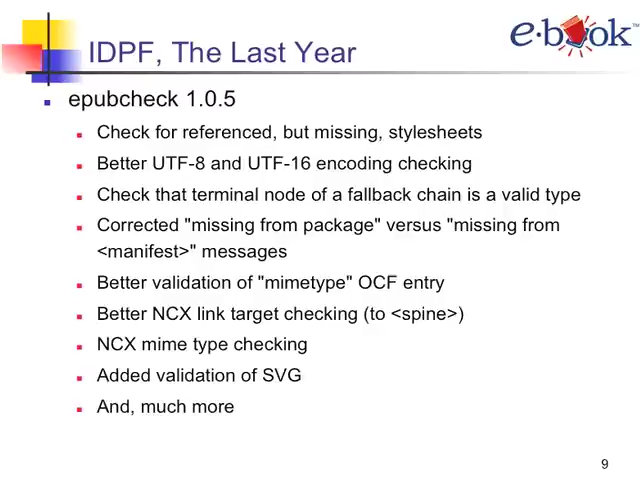 IDPF, The Last Year
e·book™
epubcheck 1.0.5
Check for referenced, but missing, stylesheets
Better UTF-8 and UTF-16 encoding checking
Check that terminal node of a fallback chain is a valid type
Corrected "missing from package" versus "missing from
<manifest>" messages
Better validation of "mimetype" OCF entry
Better NCX link target checking (to <spine>)
NCX mime type checking
Added validation of SVG
And, much more
9